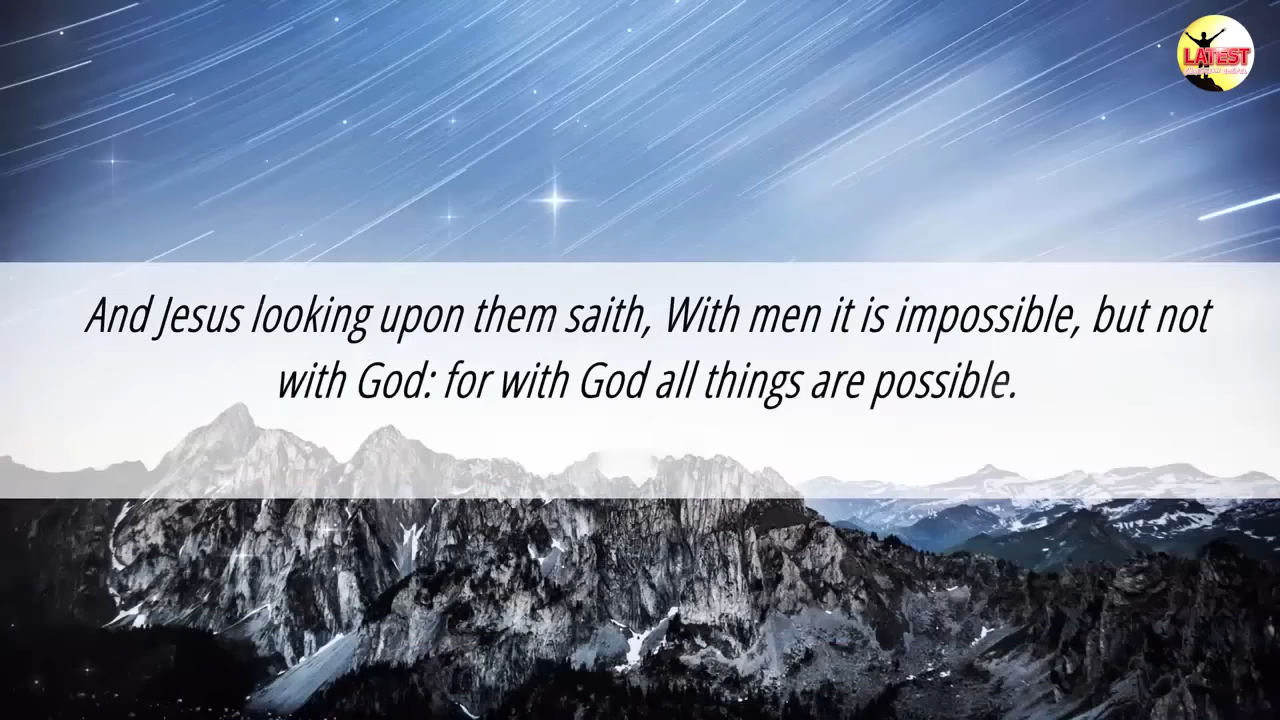 LATEST
And Jesus looking upon them saith, With men it is impossible, but not
with God: for with God all things are possible.